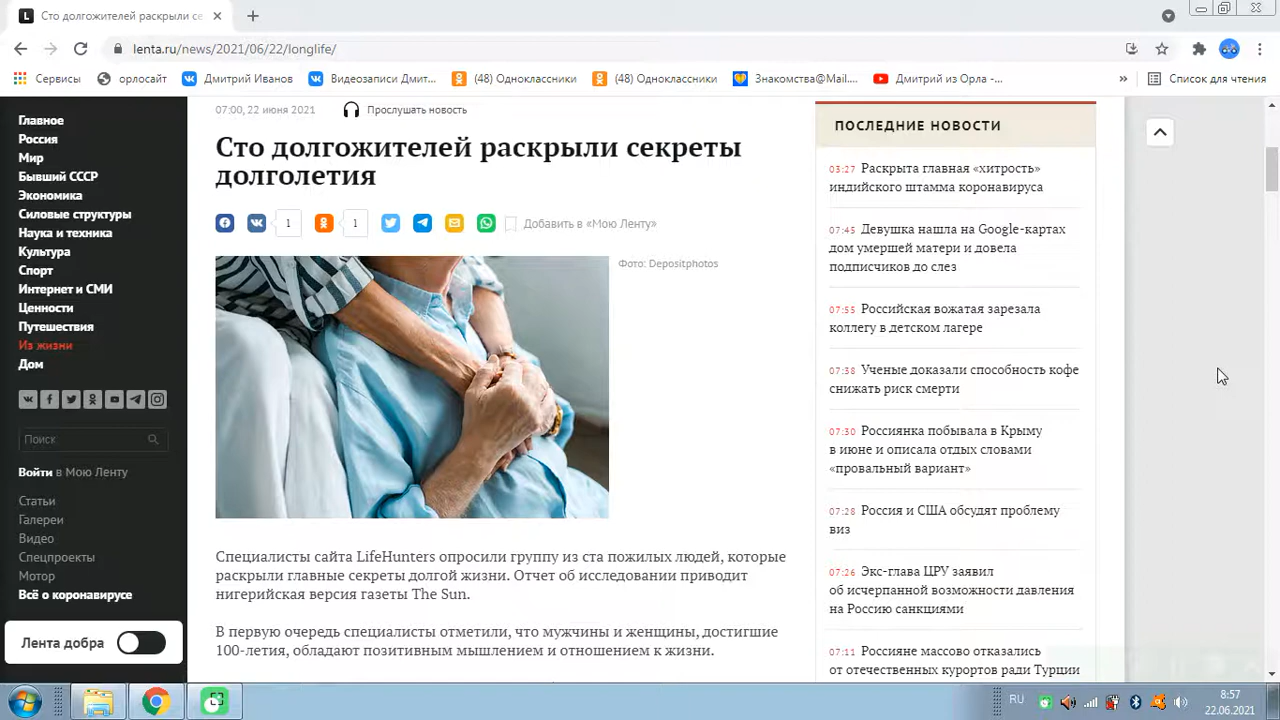 L Сто долгожителей раскрыли се
lenta.ru/news/2021/06/22/longlife/
Сервисы орлосайт Дмитрий Иванов Видеозаписи Дмит... (48) Одноклассники (48) Одноклассники Знакомства@Mail.... Дмитрий из Орла -... » Список для чтения
Главное
Россия
Мир
Бывший СССР
Экономика
Силовые структуры
Наука и техника
Культура
Спорт
Интернет и СМИ
Ценности
Путешествия
Из жизни
Дом
Поиск
Войти в Мою Ленту
Статьи
Галереи
Видео
Спецпроекты
Мотор
Всё о коронавирусе
Лента добра
07:00, 22 июня 2021 Прослушать новость
Сто долгожителей раскрыли секреты
долголетия
1 1 Добавить в «Мою Ленту»
Фото: Depositphotos
Специалисты сайта LifeHunters опросили группу из ста пожилых людей, которые
раскрыли главные секреты долгой жизни. Отчет об исследовании приводит
нигерийская версия газеты The Sun.
В первую очередь специалисты отметили, что мужчины и женщины, достигшие
100-летия, обладают позитивным мышлением и отношением к жизни.
ПОСЛЕДНИЕ НОВОСТИ
03:27 Раскрыта главная «хитрость»
индийского штамма коронавируса
07:45 Девушка нашла на Google-картах
дом умершей матери и довела
подписчиков до слез
07:55 Российская вожатая зарезала
коллегу в детском лагере
07:38 Ученые доказали способность кофе
снижать риск смерти
07:30 Россиянка побывала в Крыму
в июне и описала отдых словами
«провальный вариант»
07:28 Россия и США обсудят проблему
виз
07:26 Экс-глава ЦРУ заявил
об исчерпанной возможности давления
на Россию санкциями
07:11 Россияне массово отказались
от отечественных курортов ради Турции
RU
8:57
22.06.2021